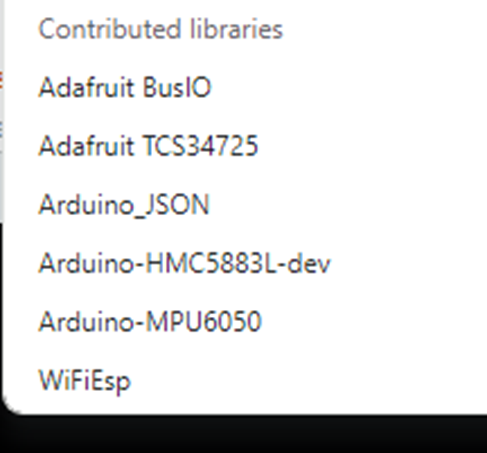 Contributed libraries
Adafruit BusIO
Adafruit TCS34725
Arduino_JSON
Arduino-HMC5883L-dev
Arduino-MPU6050
WiFiEsp